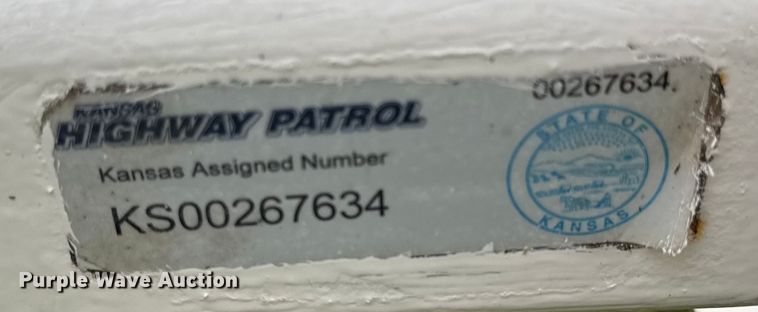 00267634.
KANSAS
HIGHWAY PATROL
Kansas Assigned Number
KS00267634
STATE OF
KANSAS
Purple Wave Auction